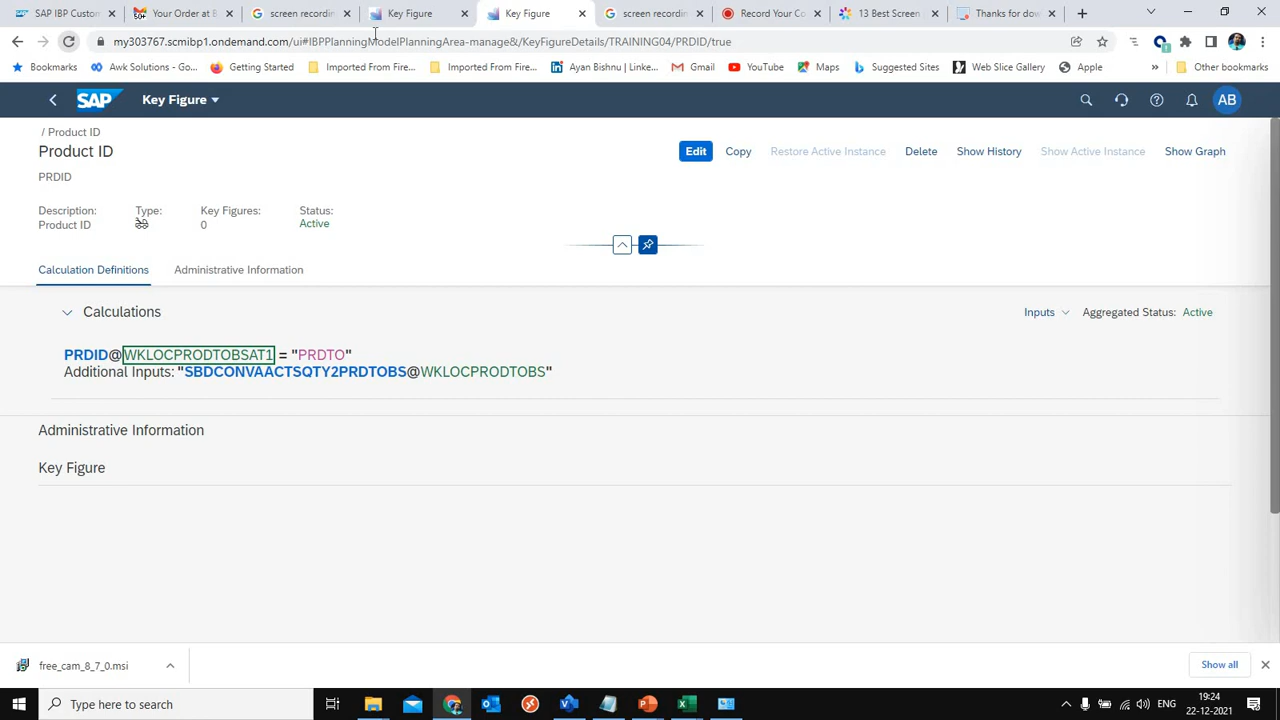 SAP IBP Custom
Your Order at B
screen recordin
Key Figure
Key Figure
screen recordin
Record Your Co
13 Best Screen
Thanks for dow
my303767.scmibp1.ondemand.com/ui#IBPPlanningModelPlanningArea-manage&/KeyFigureDetails/TRAINING04/PRDID/true
Bookmarks
Awk Solutions - Go...
Getting Started
Imported From Fire...
Imported From Fire...
Ayan Bishnu | Linke...
Gmail
YouTube
Maps
Suggested Sites
Web Slice Gallery
Apple
»
Other bookmarks
SAP Key Figure
AB
/ Product ID
Product ID
Edit Copy Restore Active Instance Delete Show History Show Active Instance Show Graph
PRDID
Description: Type: Key Figures: Status:
Product ID 0 Active
Calculation Definitions Administrative Information
Calculations
Inputs Aggregated Status: Active
PRDID@WKLOCPRODTOBSAT1 = "PRDTO"
Additional Inputs: "SBDCONVAACTSQTY2PRDTOBS@WKLOCPRODTOBS"
Administrative Information
Key Figure
free_cam_8_7_0.msi
Show all
Type here to search
ENG
19:24
22-12-2021